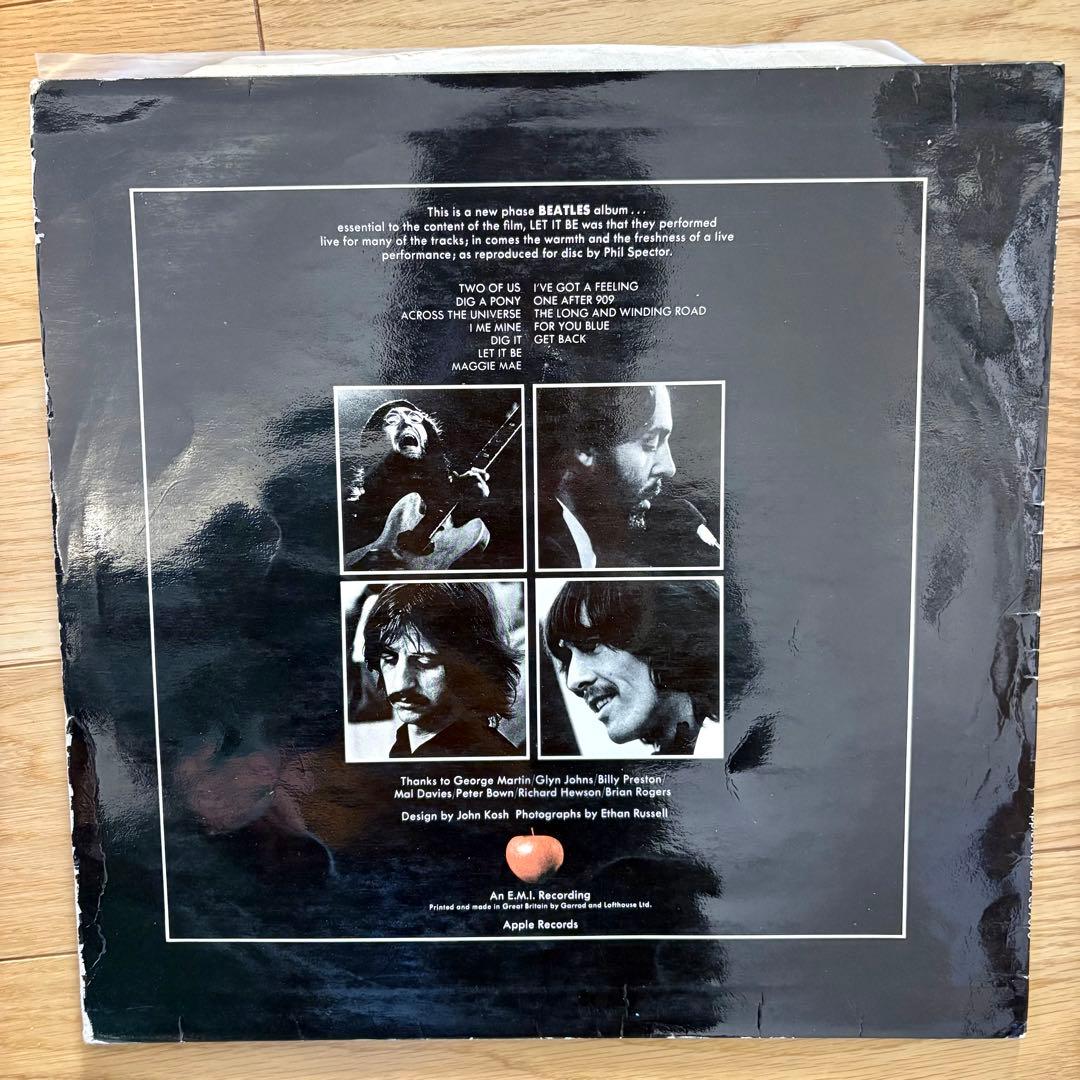 This is a new phase BEATLES album...
essential to the content of the film, LET IT BE was that they performed
live for many of the tracks; in comes the warmth and the freshness of a live
performance; as reproduced for disc by Phil Spector.
TWO OF US
DIG A PONY
ACROSS THE UNIVERSE
I ME MINE
DIG IT
LET IT BE
MAGGIE MAE
I'VE GOT A FEELING
ONE AFTER 909
THE LONG AND WINDING ROAD
FOR YOU BLUE
GET BACK
Thanks to George Martin/Glyn Johns/Billy Preston/
Mal Davies/Peter Bown/Richard Hewson/Brian Rogers
Design by John Kosh Photographs by Ethan Russell
An E.M.I. Recording
Printed and made in Great Britain by Garrod and Lofthouse Ltd.
Apple Records